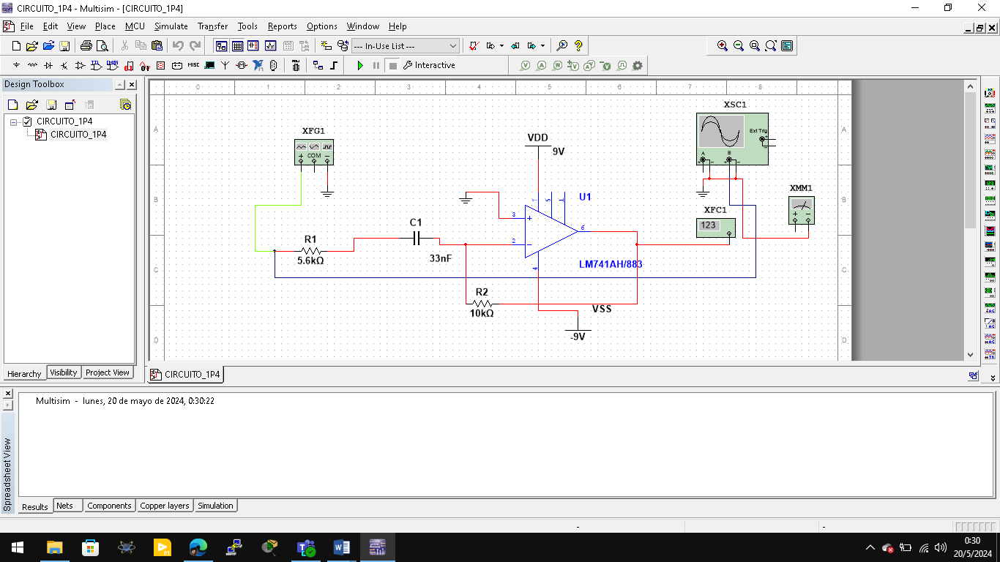 CIRCUITO_1P4 - Multisim - [CIRCUITO_1P4]
File Edit View Place MCU Simulate Transfer Tools Reports Options Window Help
--- In-Use List ---
MISC Interactive
Design Toolbox
CIRCUITO_1P4
CIRCUITO_1P4
0 1 2 3 4 5 6 7 8
A A
B B
C C
D D
XFG1
COM
+ −
VDD
9V
XSC1
Ext Trig
A B
XMM1
XFC1
123
U1
7 5 1
3
2
6
4
LM741AH/883
C1
33nF
R1
5.6kΩ
R2
10kΩ
VSS
-9V
Hierarchy Visibility Project View
CIRCUITO_1P4
Multisim - lunes, 20 de mayo de 2024, 0:30:22
Spreadsheet View
Results Nets Components Copper layers Simulation
- -
0:30
20/5/2024